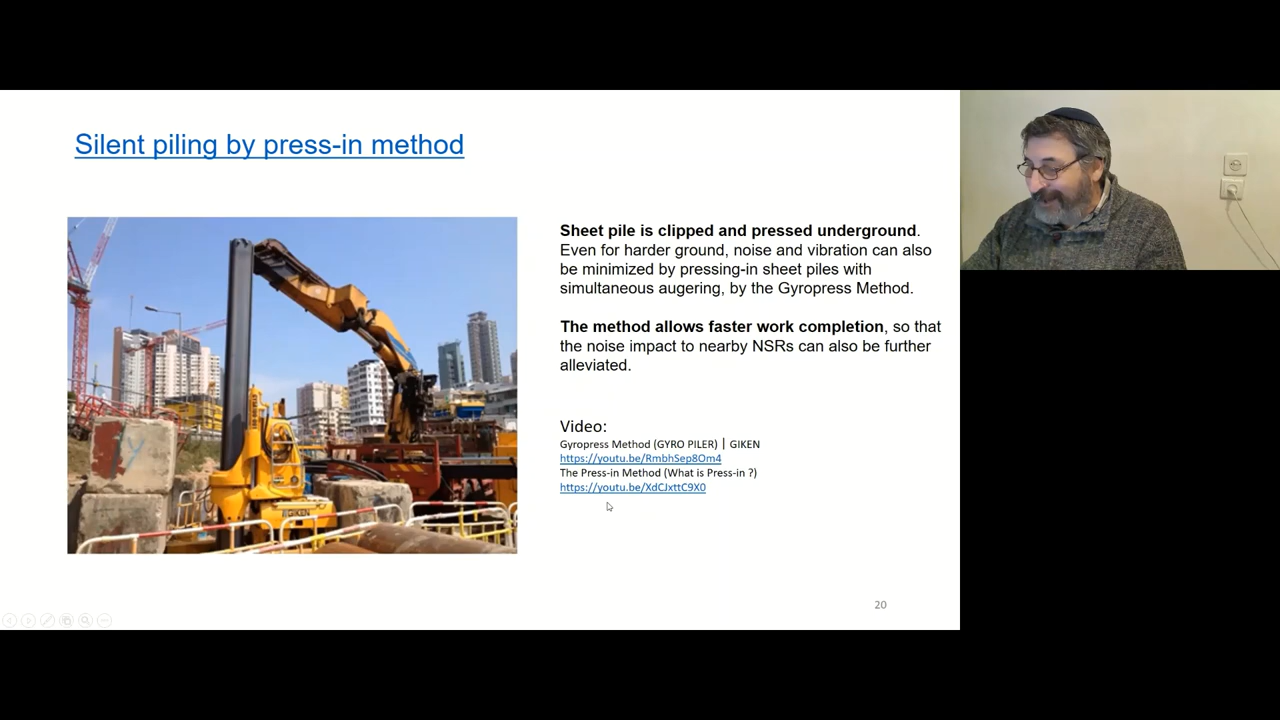 Silent piling by press-in method
Sheet pile is clipped and pressed underground.
Even for harder ground, noise and vibration can also
be minimized by pressing-in sheet piles with
simultaneous augering, by the Gyropress Method.
The method allows faster work completion, so that
the noise impact to nearby NSRs can also be further
alleviated.
Video:
Gyropress Method (GYRO PILER) | GIKEN
https://youtu.be/RmbhSep8Om4
The Press-in Method (What is Press-in ?)
https://youtu.be/XdCJxttC9X0
GIKEN
20